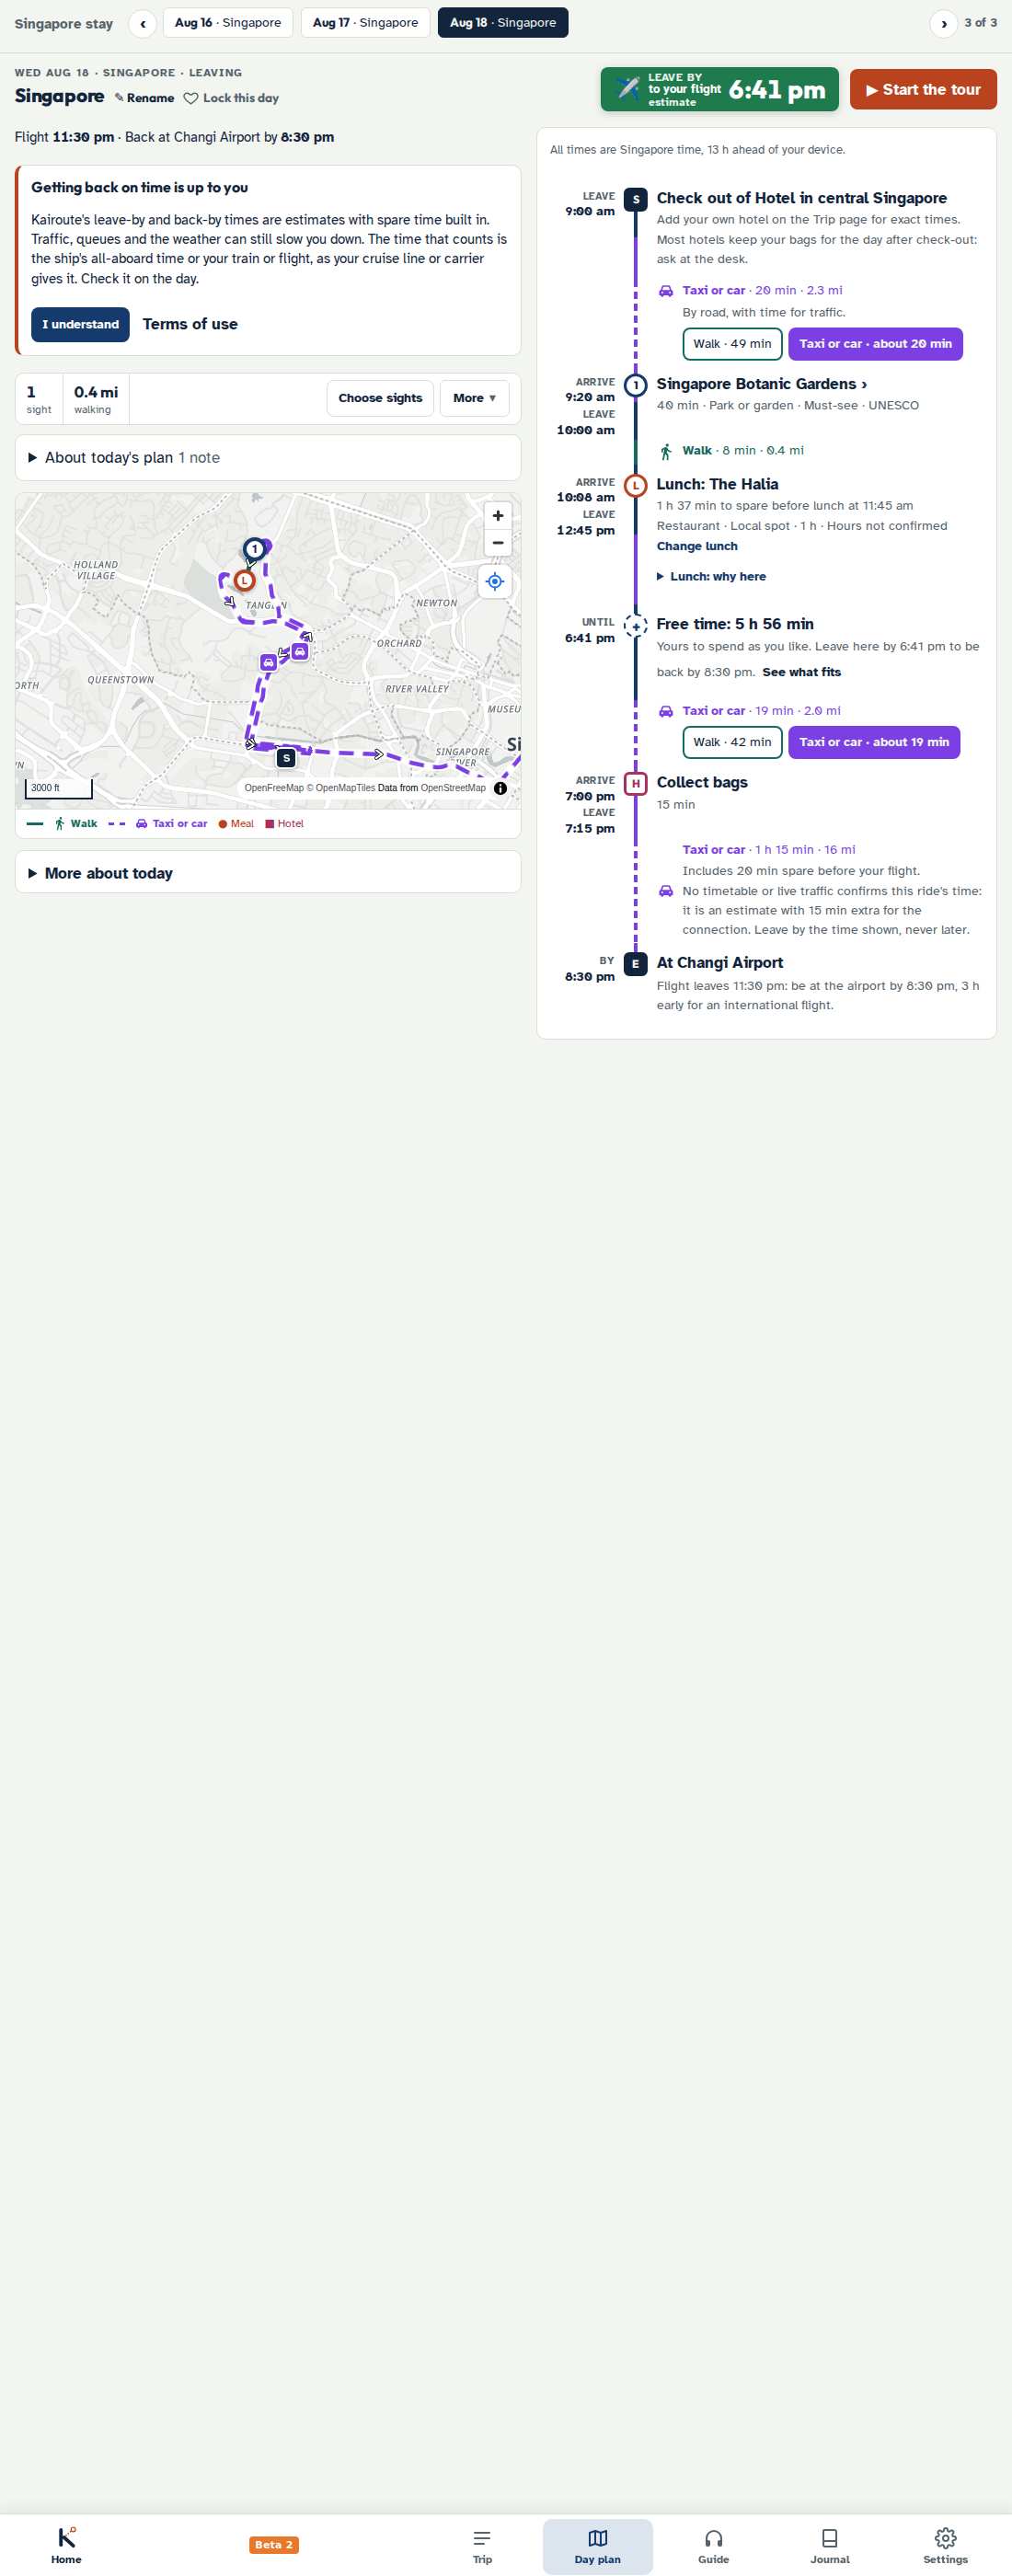 Singapore stay
‹
Aug 16 · Singapore
Aug 17 · Singapore
Aug 18 · Singapore
›
3 of 3
WED AUG 18 · SINGAPORE · LEAVING
Singapore
✎ Rename
Lock this day
LEAVE BY
to your flight
estimate
6:41 pm
▶ Start the tour
Flight 11:30 pm · Back at Changi Airport by 8:30 pm
Getting back on time is up to you
Kairoute's leave-by and back-by times are estimates with spare time built in.
Traffic, queues and the weather can still slow you down. The time that counts is
the ship's all-aboard time or your train or flight, as your cruise line or carrier
gives it. Check it on the day.
I understand
Terms of use
1
sight
0.4 mi
walking
Choose sights
More ▼
▶ About today's plan 1 note
HOLLAND
VILLAGE
1
L
TANGLIN
NEWTON
ORCHARD
QUEENSTOWN
RIVER VALLEY
ORTH
MUSEU
SINGAPORE
Si
S
N
+
−
3000 ft
OpenFreeMap © OpenMapTiles Data from OpenStreetMap
Walk
Taxi or car
Meal
Hotel
▶ More about today
All times are Singapore time, 13 h ahead of your device.
LEAVE
9:00 am
S
Check out of Hotel in central Singapore
Add your own hotel on the Trip page for exact times.
Most hotels keep your bags for the day after check-out:
ask at the desk.
Taxi or car · 20 min · 2.3 mi
By road, with time for traffic.
Walk · 49 min
Taxi or car · about 20 min
ARRIVE
9:20 am
LEAVE
10:00 am
1
Singapore Botanic Gardens ›
40 min · Park or garden · Must-see · UNESCO
Walk · 8 min · 0.4 mi
ARRIVE
10:08 am
LEAVE
12:45 pm
L
Lunch: The Halia
1 h 37 min to spare before lunch at 11:45 am
Restaurant · Local spot · 1 h · Hours not confirmed
Change lunch
▶ Lunch: why here
UNTIL
6:41 pm
+
Free time: 5 h 56 min
Yours to spend as you like. Leave here by 6:41 pm to be
back by 8:30 pm. See what fits
Taxi or car · 19 min · 2.0 mi
Walk · 42 min
Taxi or car · about 19 min
ARRIVE
7:00 pm
LEAVE
7:15 pm
H
Collect bags
15 min
Taxi or car · 1 h 15 min · 16 mi
Includes 20 min spare before your flight.
No timetable or live traffic confirms this ride's time:
it is an estimate with 15 min extra for the
connection. Leave by the time shown, never later.
BY
8:30 pm
E
At Changi Airport
Flight leaves 11:30 pm: be at the airport by 8:30 pm, 3 h
early for an international flight.
Home
Beta 2
Trip
Day plan
Guide
Journal
Settings